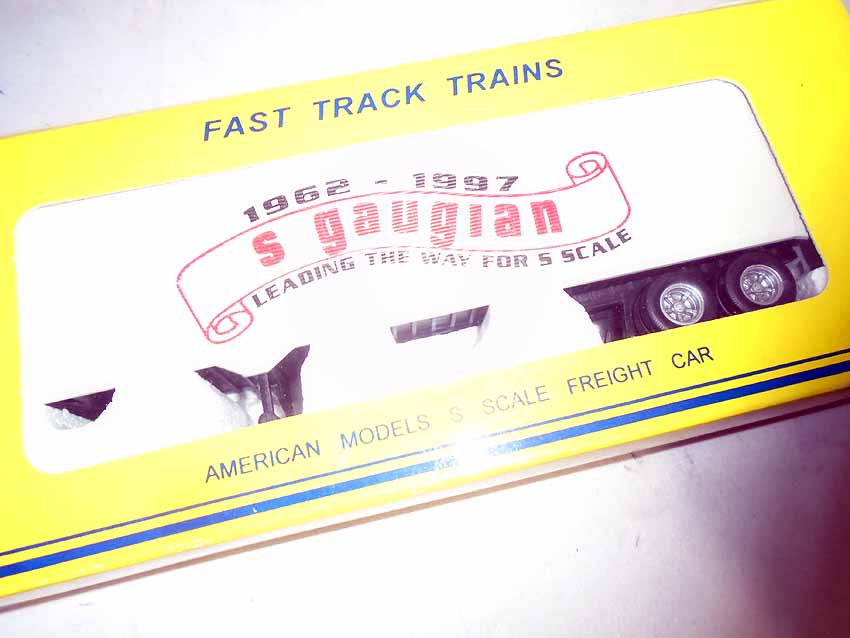 FAST TRACK TRAINS
1962 - 1997
s gaugian
LEADING THE WAY FOR S SCALE
AMERICAN MODELS S SCALE FREIGHT CAR